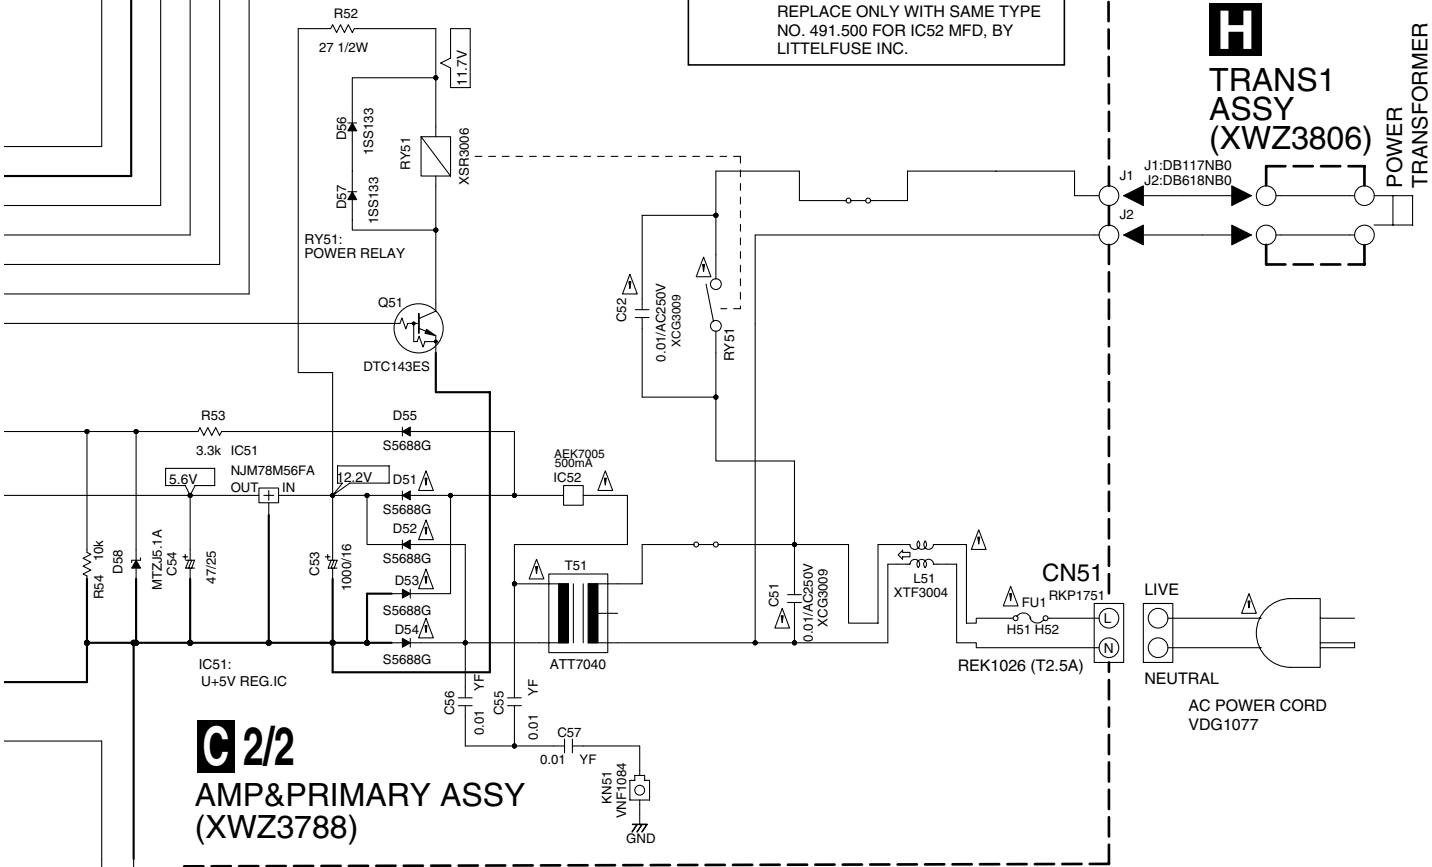 R52
27 1/2W
11.7V
REPLACE ONLY WITH SAME TYPE
NO. 491.500 FOR IC52 MFD, BY
LITTELFUSE INC.
H
TRANS1
ASSY
(XWZ3806)
POWER
TRANSFORMER
D56
1SS133
RY51
XSR3006
D57
1SS133
RY51:
POWER RELAY
J1
J1:DB117NB0
J2:DB618NB0
J2
C52
0.01/AC250V
XCG3009
RY51
Q51
DTC143ES
R53
3.3k
D55
S5688G
IC51
NJM78M56FA
OUT
IN
5.6V
12.2V
D51
S5688G
AEK7005
500mA
IC52
D52
S5688G
R54
10k
D58
MTZJ5.1A
C54
+
47/25
C53
+
1000/16
D53
S5688G
D54
S5688G
T51
ATT7040
C51
0.01/AC250V
XCG3009
L51
XTF3004
FU1
H51 H52
REK1026 (T2.5A)
CN51
RKP1751
L
N
LIVE
NEUTRAL
AC POWER CORD
VDG1077
IC51:
U+5V REG.IC
C56
0.01
YF
C55
0.01
YF
C57
0.01
YF
KN51
VNF1084
GND
C 2/2
AMP&PRIMARY ASSY
(XWZ3788)